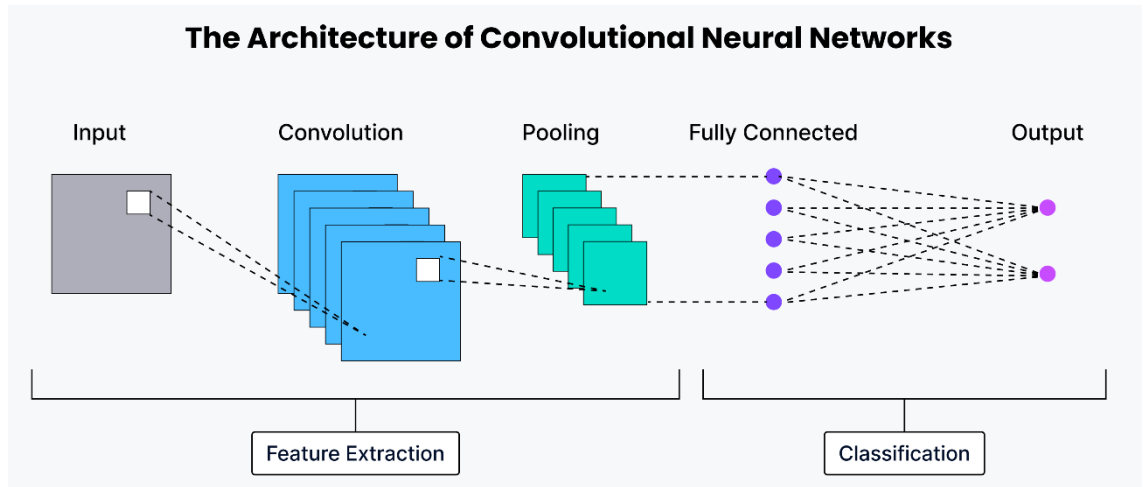 The Architecture of Convolutional Neural Networks
Input Convolution Pooling Fully Connected Output
Feature Extraction Classification